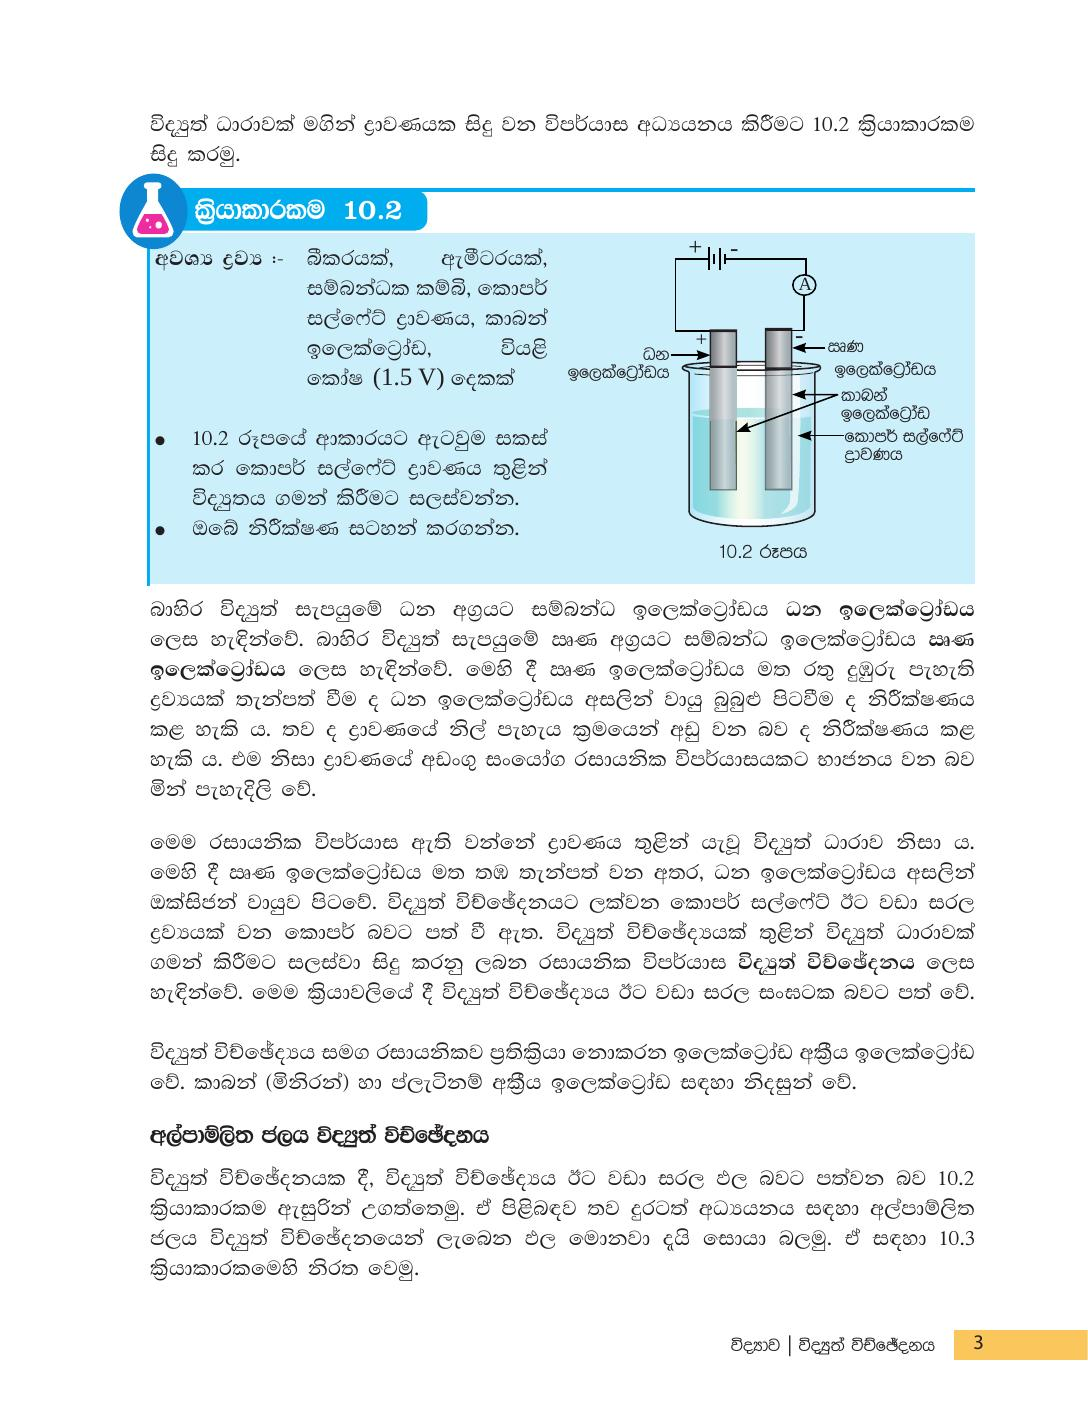 විද්‍යුත් ධාරාවක් මගින් ද්‍රාවණයක සිදු වන විපර්යාස අධ්‍යයනය කිරීමට 10.2 ක්‍රියාකාරකම
සිදු කරමු.
ක්‍රියාකාරකම 10.2
අවශ්‍ය ද්‍රව්‍ය :- බීකරයක්, ඇමීටරයක්,
සම්බන්ධක කම්බි, කොපර්
සල්ෆේට් ද්‍රාවණය, කාබන්
ඉලෙක්ට්‍රෝඩ, වියළි
කෝෂ (1.5 V) දෙකක්
• 10.2 රූපයේ ආකාරයට ඇටවුම සකස්
කර කොපර් සල්ෆේට් ද්‍රාවණය තුළින්
විද්‍යුතය ගමන් කිරීමට සලස්වන්න.
• ඔබේ නිරීක්ෂණ සටහන් කරගන්න.
+ -
A
+ -
ධන
ඉලෙක්ට්‍රෝඩය
ඍණ
ඉලෙක්ට්‍රෝඩය
කාබන්
ඉලෙක්ට්‍රෝඩ
කොපර් සල්ෆේට්
ද්‍රාවණය
10.2 රූපය
බාහිර විද්‍යුත් සැපයුමේ ධන අග්‍රයට සම්බන්ධ ඉලෙක්ට්‍රෝඩය ධන ඉලෙක්ට්‍රෝඩය
ලෙස හැඳින්වේ. බාහිර විද්‍යුත් සැපයුමේ ඍණ අග්‍රයට සම්බන්ධ ඉලෙක්ට්‍රෝඩය ඍණ
ඉලෙක්ට්‍රෝඩය ලෙස හැඳින්වේ. මෙහි දී ඍණ ඉලෙක්ට්‍රෝඩය මත රතු දුඹුරු පැහැති
ද්‍රව්‍යයක් තැන්පත් වීම ද ධන ඉලෙක්ට්‍රෝඩය අසලින් වායු බුබුළු පිටවීම ද නිරීක්ෂණය
කළ හැකි ය. තව ද ද්‍රාවණයේ නිල් පැහැය ක්‍රමයෙන් අඩු වන බව ද නිරීක්ෂණය කළ
හැකි ය. එම නිසා ද්‍රාවණයේ අඩංගු සංයෝග රසායනික විපර්යාසයකට භාජනය වන බව
මින් පැහැදිලි වේ.
මෙම රසායනික විපර්යාස ඇති වන්නේ ද්‍රාවණය තුළින් යැවූ විද්‍යුත් ධාරාව නිසා ය.
මෙහි දී ඍණ ඉලෙක්ට්‍රෝඩය මත තඹ තැන්පත් වන අතර, ධන ඉලෙක්ට්‍රෝඩය අසලින්
ඔක්සිජන් වායුව පිටවේ. විද්‍යුත් විච්ඡේදනයට ලක්වන කොපර් සල්ෆේට් ඊට වඩා සරල
ද්‍රව්‍යයක් වන කොපර් බවට පත් වී ඇත. විද්‍යුත් විච්ඡේද්‍යයක් තුළින් විද්‍යුත් ධාරාවක්
ගමන් කිරීමට සලස්වා සිදු කරනු ලබන රසායනික විපර්යාස විද්‍යුත් විච්ඡේදනය ලෙස
හැඳින්වේ. මෙම ක්‍රියාවලියේ දී විද්‍යුත් විච්ඡේද්‍යය ඊට වඩා සරල සංඝටක බවට පත් වේ.
විද්‍යුත් විච්ඡේද්‍යය සමග රසායනිකව ප්‍රතික්‍රියා නොකරන ඉලෙක්ට්‍රෝඩ අක්‍රීය ඉලෙක්ට්‍රෝඩ
වේ. කාබන් (මිනිරන්) හා ප්ලැටිනම් අක්‍රීය ඉලෙක්ට්‍රෝඩ සඳහා නිදසුන් වේ.
අල්පාම්ලිත ජලය විද්‍යුත් විච්ඡේදනය
විද්‍යුත් විච්ඡේදනයක දී, විද්‍යුත් විච්ඡේද්‍යය ඊට වඩා සරල ඵල බවට පත්වන බව 10.2
ක්‍රියාකාරකම ඇසුරින් උගත්තෙමු. ඒ පිළිබඳව තව දුරටත් අධ්‍යයනය සඳහා අල්පාම්ලිත
ජලය විද්‍යුත් විච්ඡේදනයෙන් ලැබෙන ඵල මොනවා දැයි සොයා බලමු. ඒ සඳහා 10.3
ක්‍රියාකාරකමෙහි නිරත වෙමු.
විද්‍යාව | විද්‍යුත් විච්ඡේදනය 3